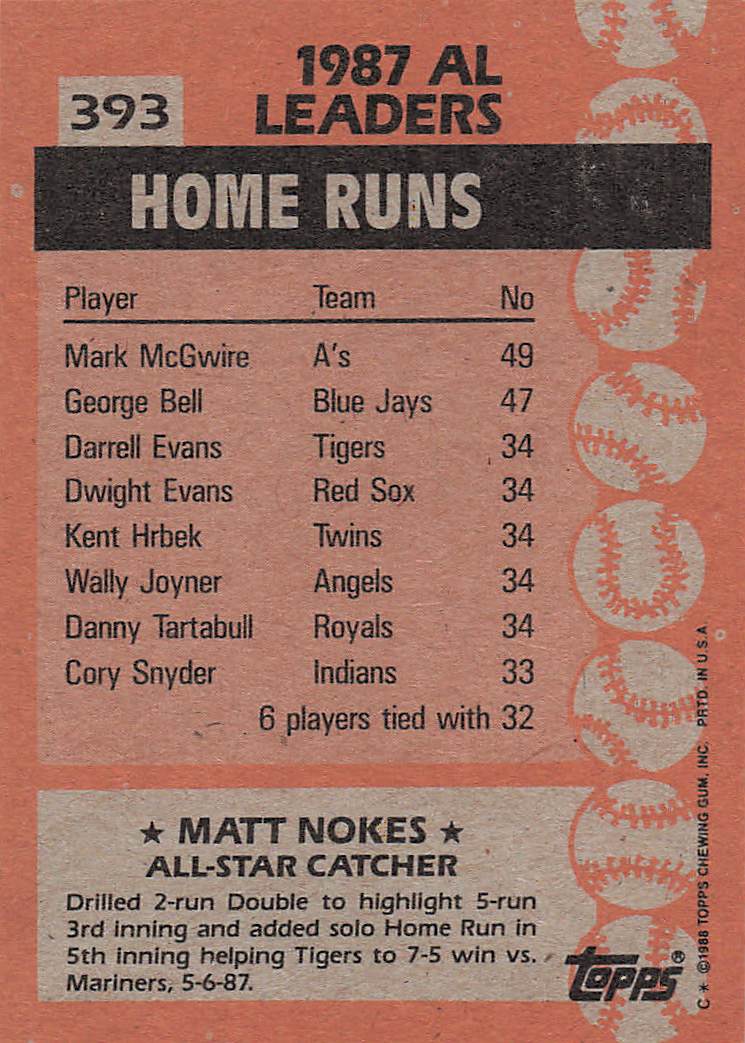 1987 AL
LEADERS
393
HOME RUNS
Player Team No
Mark McGwire A's 49
George Bell Blue Jays 47
Darrell Evans Tigers 34
Dwight Evans Red Sox 34
Kent Hrbek Twins 34
Wally Joyner Angels 34
Danny Tartabull Royals 34
Cory Snyder Indians 33
6 players tied with 32
★ MATT NOKES ★
ALL-STAR CATCHER
Drilled 2-run Double to highlight 5-run
3rd inning and added solo Home Run in
5th inning helping Tigers to 7-5 win vs.
Mariners, 5-6-87.
topps®
C * ©1988 TOPPS CHEWING GUM, INC. PRTD. IN U.S.A.